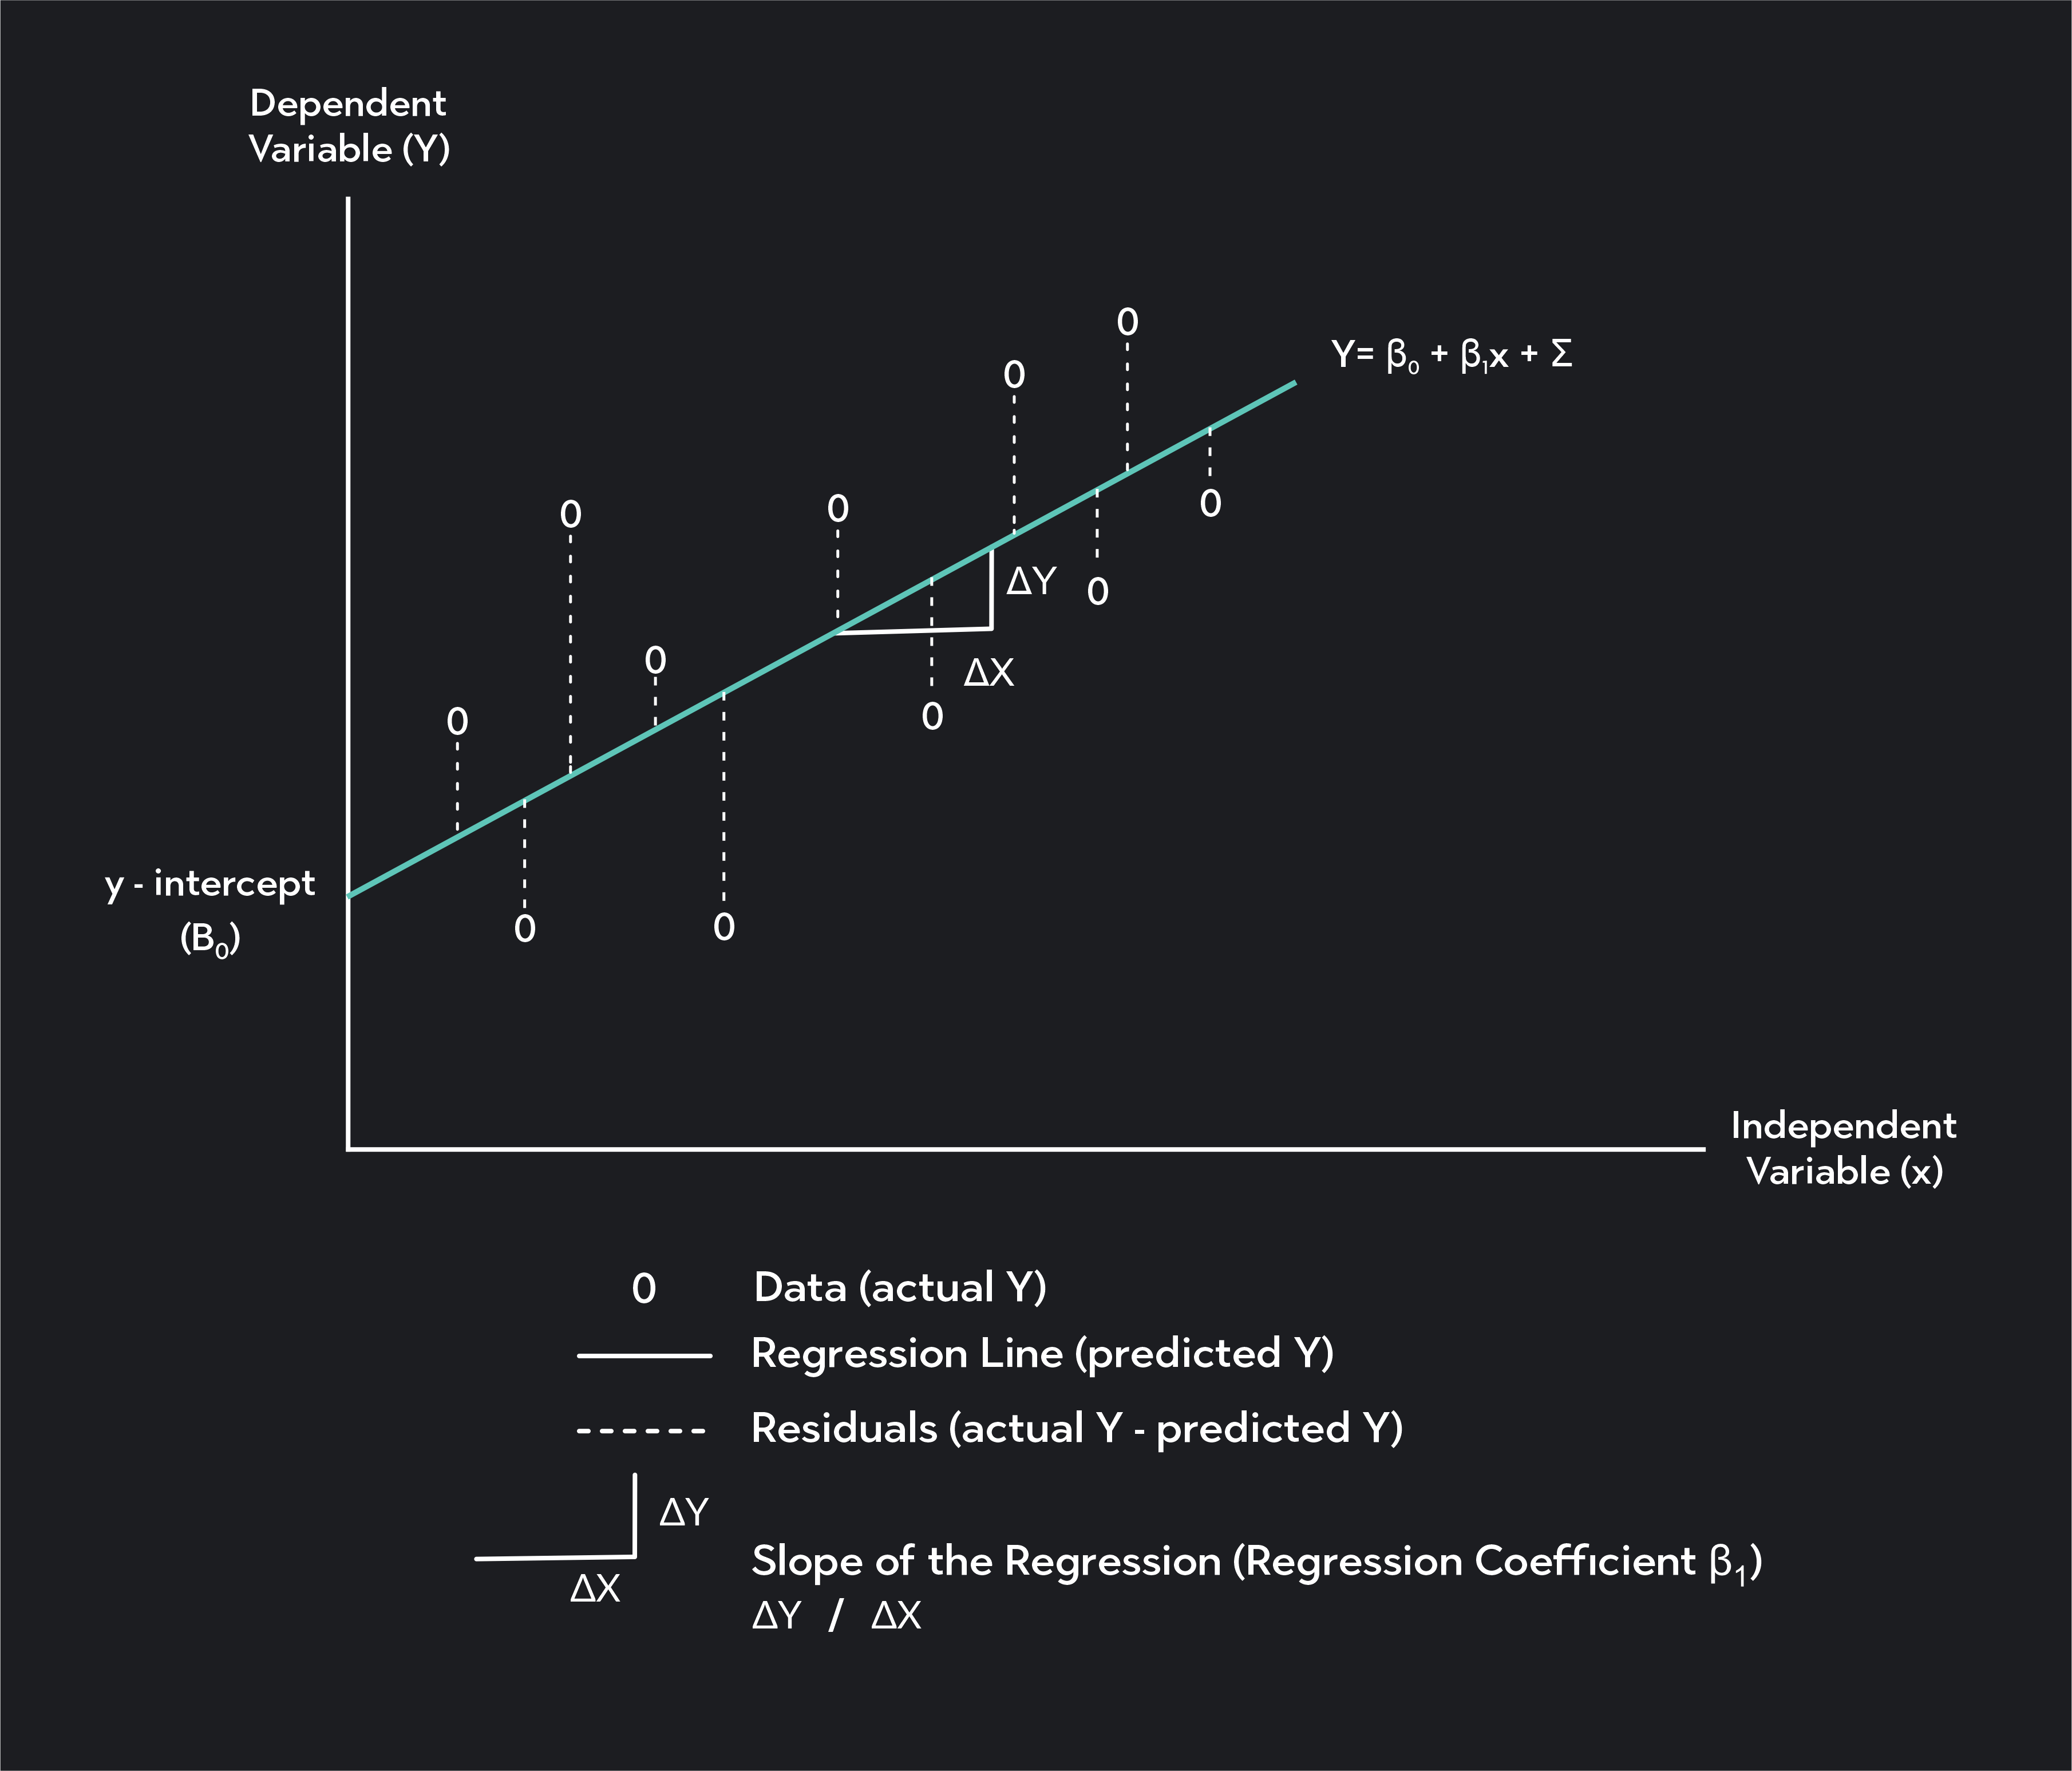 Dependent
Variable (Y)
0
Y= β₀ + β₁x + Σ
0
0
0
0
ΔY
0
0
ΔX
0
0
0
y - intercept
(B₀)
0
0
Independent
Variable (x)
0 Data (actual Y)
Regression Line (predicted Y)
Residuals (actual Y - predicted Y)
ΔY
ΔX
Slope of the Regression (Regression Coefficient β₁)
ΔY / ΔX